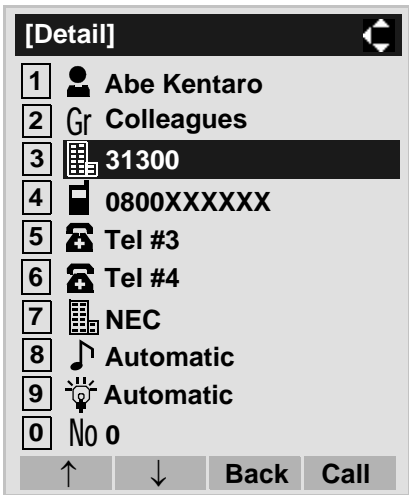 [Detail]
1 Abe Kentaro
2 Gr Colleagues
3 31300
4 0800XXXXXX
5 Tel #3
6 Tel #4
7 NEC
8 Automatic
9 Automatic
0 No 0
↑ ↓ Back Call